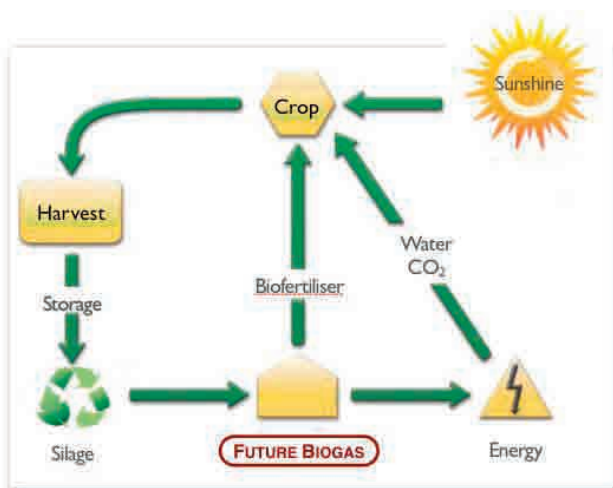 Sunshine
Crop
Harvest
Water
CO₂
Biofertiliser
Storage
Silage
FUTURE BIOGAS
Energy